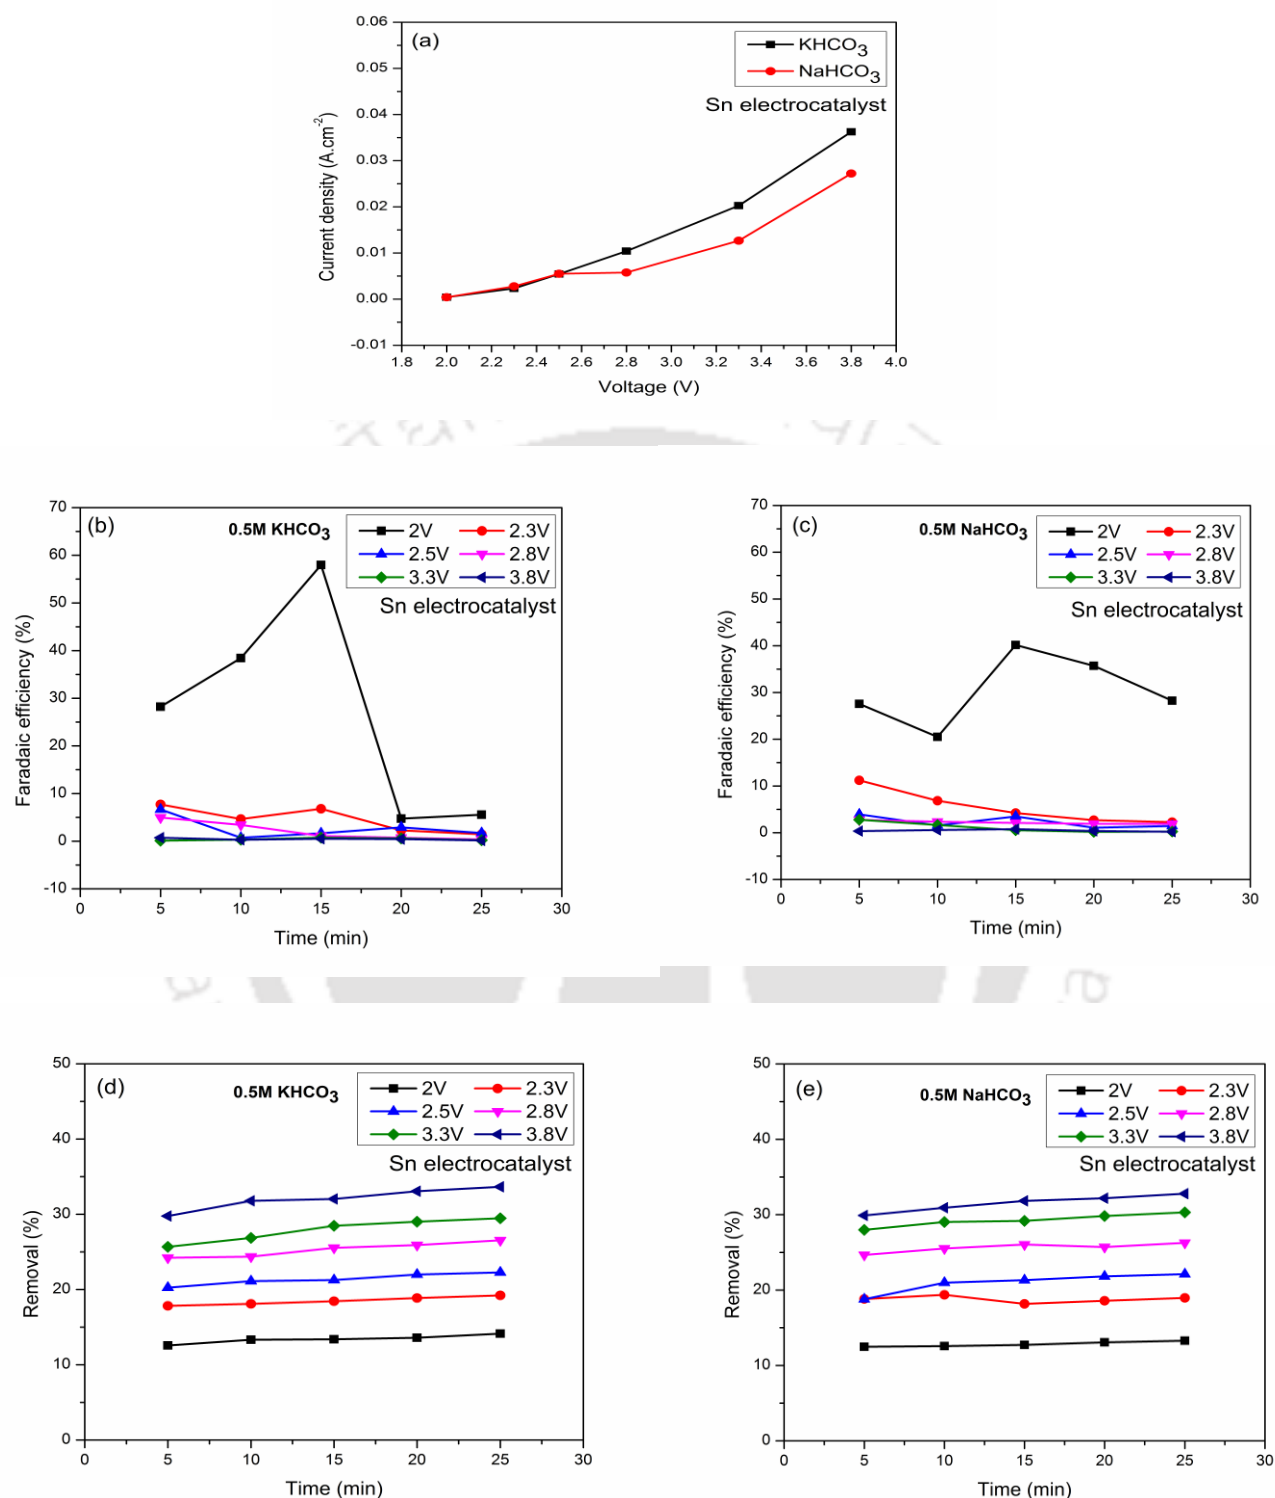 (a)
KHCO3
NaHCO3
Sn electrocatalyst
0.06
0.05
0.04
0.03
0.02
0.01
0.00
-0.01
Current density (A.cm-2)
1.8 2.0 2.2 2.4 2.6 2.8 3.0 3.2 3.4 3.6 3.8 4.0
Voltage (V)
(b)
0.5M KHCO3
2V 2.3V
2.5V 2.8V
3.3V 3.8V
Sn electrocatalyst
70
60
50
40
30
20
10
0
-10
Faradaic efficiency (%)
0 5 10 15 20 25 30
Time (min)
(c)
0.5M NaHCO3
2V 2.3V
2.5V 2.8V
3.3V 3.8V
Sn electrocatalyst
70
60
50
40
30
20
10
0
-10
Faradaic efficiency (%)
0 5 10 15 20 25 30
Time (min)
(d)
0.5M KHCO3
2V 2.3V
2.5V 2.8V
3.3V 3.8V
Sn electrocatalyst
50
40
30
20
10
0
Removal (%)
0 5 10 15 20 25 30
Time (min)
(e)
0.5M NaHCO3
2V 2.3V
2.5V 2.8V
3.3V 3.8V
Sn electrocatalyst
50
40
30
20
10
0
Removal (%)
0 5 10 15 20 25 30
Time (min)